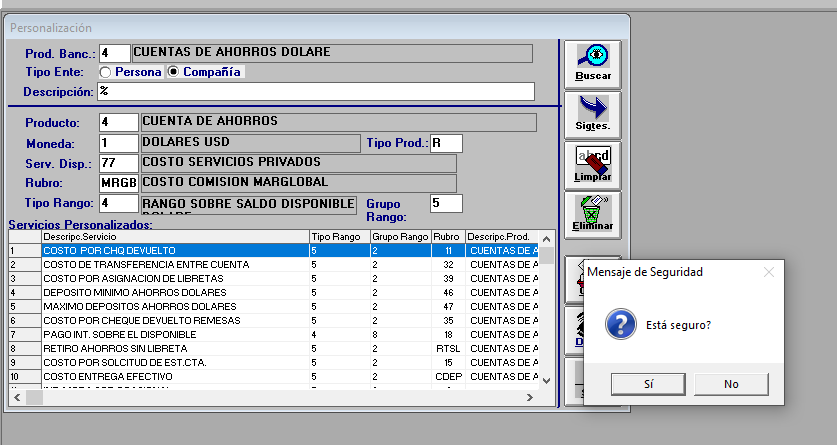 Personalización
Prod. Banc.: 4 CUENTAS DE AHORROS DOLARE
Tipo Ente: Persona Compañía
Descripción: %
Producto: 4 CUENTA DE AHORROS
Moneda: 1 DOLARES USD Tipo Prod.: R
Serv. Disp.: 77 COSTO SERVICIOS PRIVADOS
Rubro: MRGB COSTO COMISION MARGLOBAL
Tipo Rango: 4 RANGO SOBRE SALDO DISPONIBLE Grupo Rango: 5
Servicios Personalizados:
Descripc.Servicio Tipo Rango Grupo Rango Rubro Descripc.Prod.
1 COSTO POR CHQ DEVUELTO 5 2 11 CUENTAS DE A
2 COSTO DE TRANSFERENCIA ENTRE CUENTA 5 2 32 CUENTAS DE A
3 COSTO POR ASIGNACION DE LIBRETAS 5 2 39 CUENTAS DE A
4 DEPOSITO MINIMO AHORROS DOLARES 5 2 46 CUENTAS DE A
5 MAXIMO DEPOSITOS AHORROS DOLARES 5 2 47 CUENTAS DE A
6 COSTO POR CHEQUE DEVUELTO REMESAS 5 2 35 CUENTAS DE A
7 PAGO INT. SOBRE EL DISPONIBLE 4 8 18 CUENTAS DE A
8 RETIRO AHORROS SIN LIBRETA 5 2 RTSL CUENTAS DE A
9 COSTO POR SOLCITUD DE EST.CTA. 5 2 15 CUENTAS DE A
10 COSTO ENTREGA EFECTIVO 5 2 CDEP CUENTAS DE A
Buscar
Sigtes.
abcd
Limpiar
Eliminar
Mensaje de Seguridad
Está seguro?
Sí No